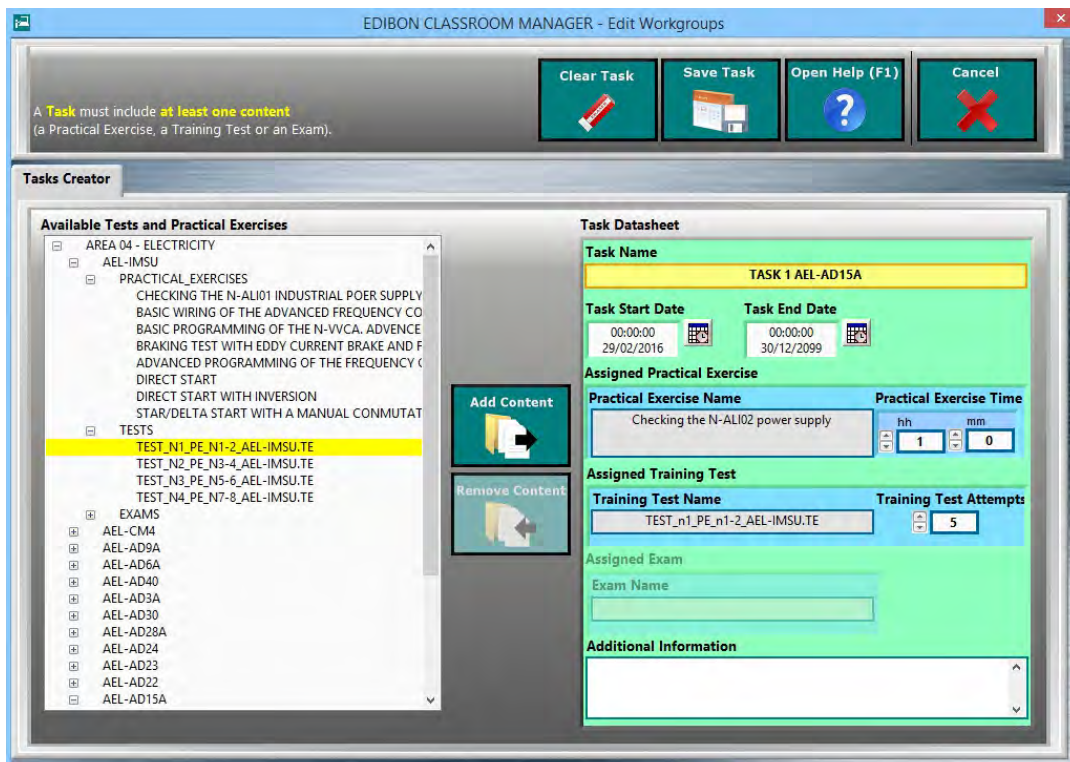 EDIBON CLASSROOM MANAGER - Edit Workgroups
A Task must include at least one content
(a Practical Exercise, a Training Test or an Exam).
Clear Task
Save Task
Open Help (F1)
Cancel
Tasks Creator
Available Tests and Practical Exercises
AREA 04 - ELECTRICITY
AEL-IMSU
PRACTICAL_EXERCISES
CHECKING THE N-ALI01 INDUSTRIAL POER SUPPLY
BASIC WIRING OF THE ADVANCED FREQUENCY CO
BASIC PROGRAMMING OF THE N-VVCA. ADVENCE
BRAKING TEST WITH EDDY CURRENT BRAKE AND F
ADVANCED PROGRAMMING OF THE FREQUENCY C
DIRECT START
DIRECT START WITH INVERSION
STAR/DELTA START WITH A MANUAL CONMUTAT
TESTS
TEST_N1_PE_N1-2_AEL-IMSU.TE
TEST_N2_PE_N3-4_AEL-IMSU.TE
TEST_N3_PE_N5-6_AEL-IMSU.TE
TEST_N4_PE_N7-8_AEL-IMSU.TE
EXAMS
AEL-CM4
AEL-AD9A
AEL-AD6A
AEL-AD40
AEL-AD3A
AEL-AD30
AEL-AD28A
AEL-AD24
AEL-AD23
AEL-AD22
AEL-AD15A
Add Content
Remove Content
Task Datasheet
Task Name
TASK 1 AEL-AD15A
Task Start Date
Task End Date
00:00:00
29/02/2016
00:00:00
30/12/2099
Assigned Practical Exercise
Practical Exercise Name
Practical Exercise Time
Checking the N-ALI02 power supply
hh
mm
1
0
Assigned Training Test
Training Test Name
Training Test Attempts
TEST_n1_PE_n1-2_AEL-IMSU.TE
5
Assigned Exam
Exam Name
Additional Information